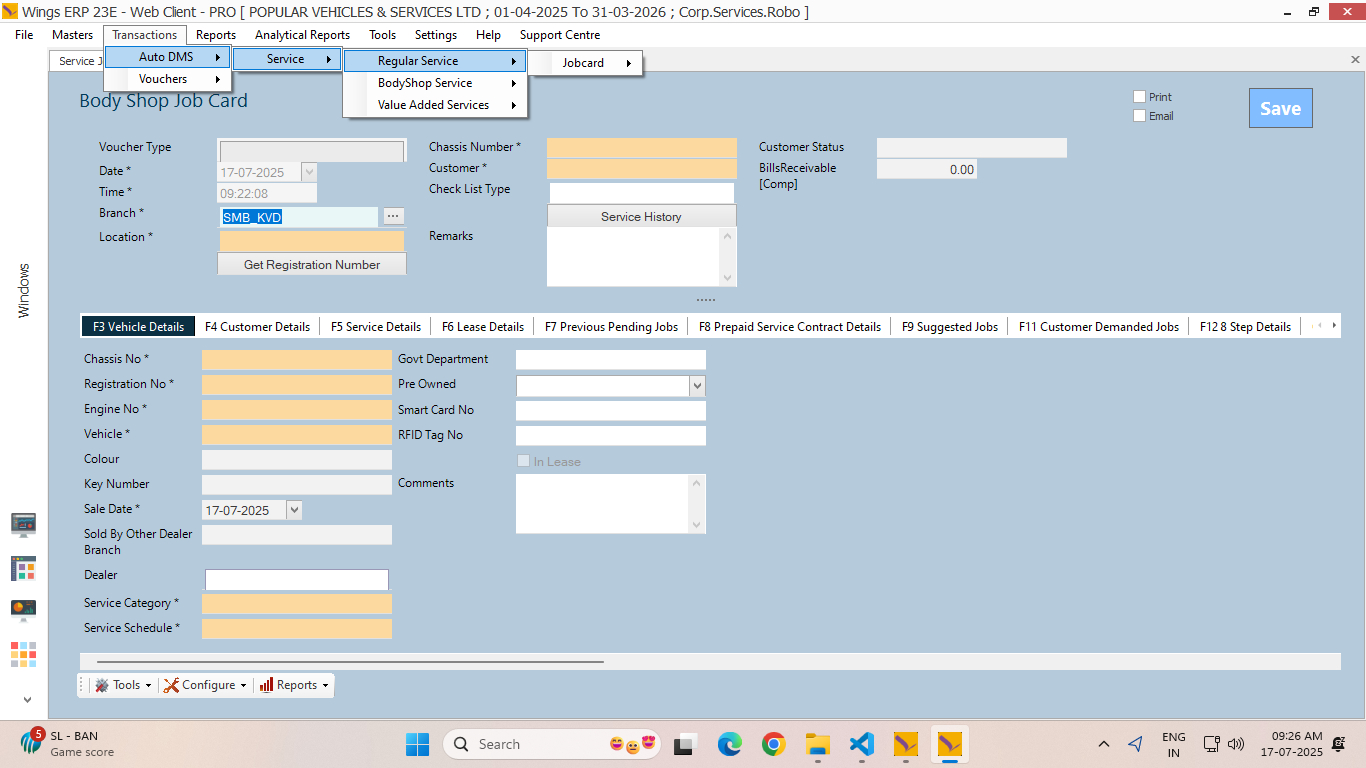 Wings ERP 23E - Web Client - PRO [ POPULAR VEHICLES & SERVICES LTD ; 01-04-2025 To 31-03-2026 ; Corp.Services.Robo ]
File Masters Transactions Reports Analytical Reports Tools Settings Help Support Centre
Service J
Auto DMS Service Regular Service Jobcard
Vouchers BodyShop Service
Value Added Services
Body Shop Job Card
Print
Email
Save
Voucher Type Chassis Number * Customer Status
Date * 17-07-2025 Customer * BillsReceivable [Comp] 0.00
Time * 09:22:08 Check List Type
Branch * SMB_KVD ... Service History
Location * Remarks
Get Registration Number
Windows
F3 Vehicle Details F4 Customer Details F5 Service Details F6 Lease Details F7 Previous Pending Jobs F8 Prepaid Service Contract Details F9 Suggested Jobs F11 Customer Demanded Jobs F12 8 Step Details
Chassis No * Govt Department
Registration No * Pre Owned
Engine No * Smart Card No
Vehicle * RFID Tag No
Colour In Lease
Key Number Comments
Sale Date * 17-07-2025
Sold By Other Dealer
Branch
Dealer
Service Category *
Service Schedule *
Tools Configure Reports
5 SL - BAN
Game score
Search
ENG
IN
09:26 AM
17-07-2025